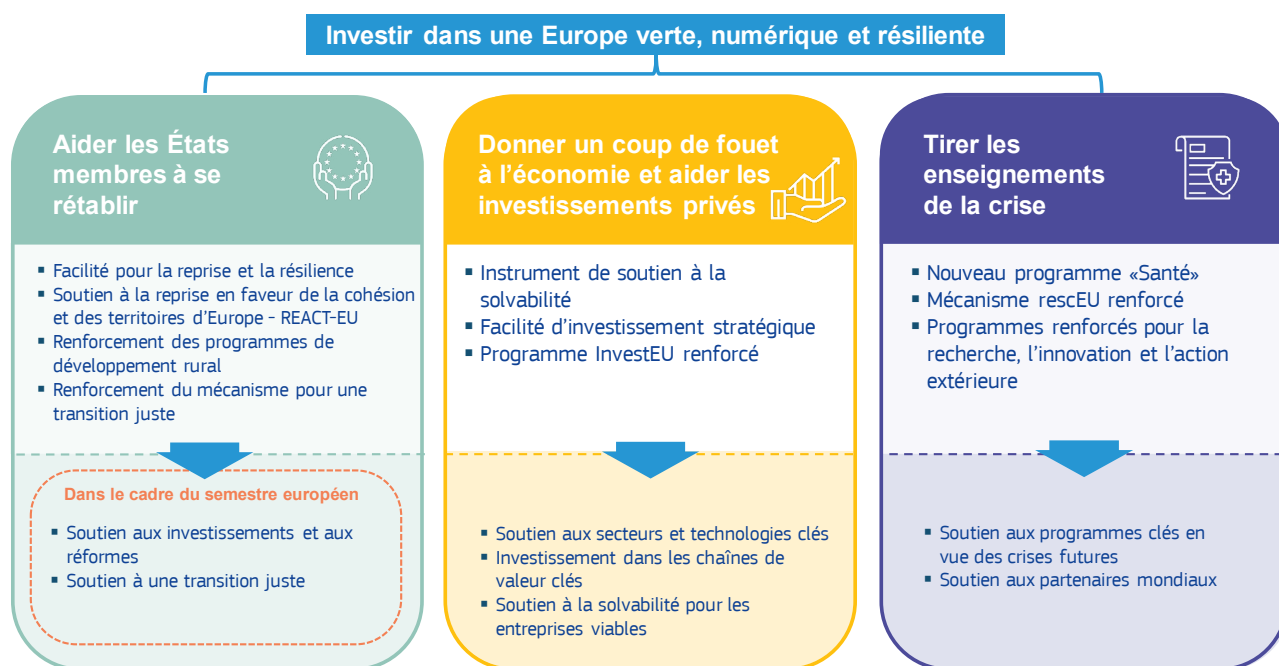 Investir dans une Europe verte, numérique et résiliente
Aider les États
membres à se
rétablir
▪ Facilité pour la reprise et la résilience
▪ Soutien à la reprise en faveur de la cohésion
et des territoires d'Europe - REACT-EU
▪ Renforcement des programmes de
développement rural
▪ Renforcement du mécanisme pour une
transition juste
Dans le cadre du semestre européen
▪ Soutien aux investissements et aux
réformes
▪ Soutien à une transition juste
Donner un coup de fouet
à l'économie et aider les
investissements privés
▪ Instrument de soutien à la
solvabilité
▪ Facilité d'investissement stratégique
▪ Programme InvestEU renforcé
▪ Soutien aux secteurs et technologies clés
▪ Investissement dans les chaînes de
valeur clés
▪ Soutien à la solvabilité pour les
entreprises viables
Tirer les
enseignements
de la crise
▪ Nouveau programme «Santé»
▪ Mécanisme rescEU renforcé
▪ Programmes renforcés pour la
recherche, l'innovation et l'action
extérieure
▪ Soutien aux programmes clés en
vue des crises futures
▪ Soutien aux partenaires mondiaux